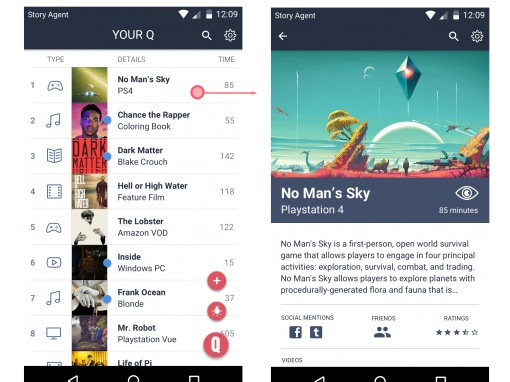 Story Agent 12:09
YOUR Q
TYPE DETAILS TIME
1 No Man's Sky 85
PS4
2 Chance the Rapper 55
Coloring Book
3 DARK MATTER Dark Matter 142
Blake Crouch
4 HELL OR HIGH WATER Hell or High Water 118
Feature Film
5 The Lobster 122
Amazon VOD
6 Inside 15
Windows PC
+
7 Frank Ocean 37
Blonde
8 Mr. Robot 105
Playstation Vue
Q
Life of Pi
Story Agent 12:09
No Man's Sky
Playstation 4 85 minutes
No Man's Sky is a first-person, open world survival
game that allows players to engage in four principal
activities: exploration, survival, combat, and trading.
No Man's Sky allows players to explore planets with
procedurally-generated flora and fauna that is...
SOCIAL MENTIONS FRIENDS RATINGS
f t
VIDEOS